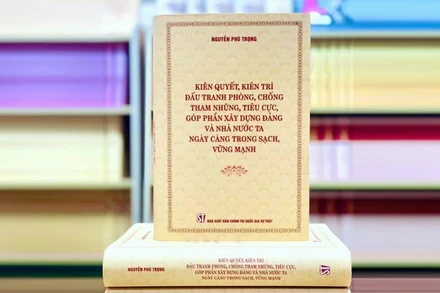 NGUYỄN PHÚ TRỌNG
KIÊN QUYẾT, KIÊN TRÌ
ĐẤU TRANH PHÒNG, CHỐNG
THAM NHŨNG, TIÊU CỰC,
GÓP PHẦN XÂY DỰNG ĐẢNG
VÀ NHÀ NƯỚC TA
NGÀY CÀNG TRONG SẠCH,
VỮNG MẠNH
ST
NHÀ XUẤT BẢN CHÍNH TRỊ QUỐC GIA SỰ THẬT
NGUYỄN PHÚ TRỌNG
KIÊN QUYẾT, KIÊN TRÌ
ĐẤU TRANH PHÒNG, CHỐNG THAM NHŨNG, TIÊU CỰC,
GÓP PHẦN XÂY DỰNG ĐẢNG VÀ NHÀ NƯỚC TA
NGÀY CÀNG TRONG SẠCH, VỮNG MẠNH
ST